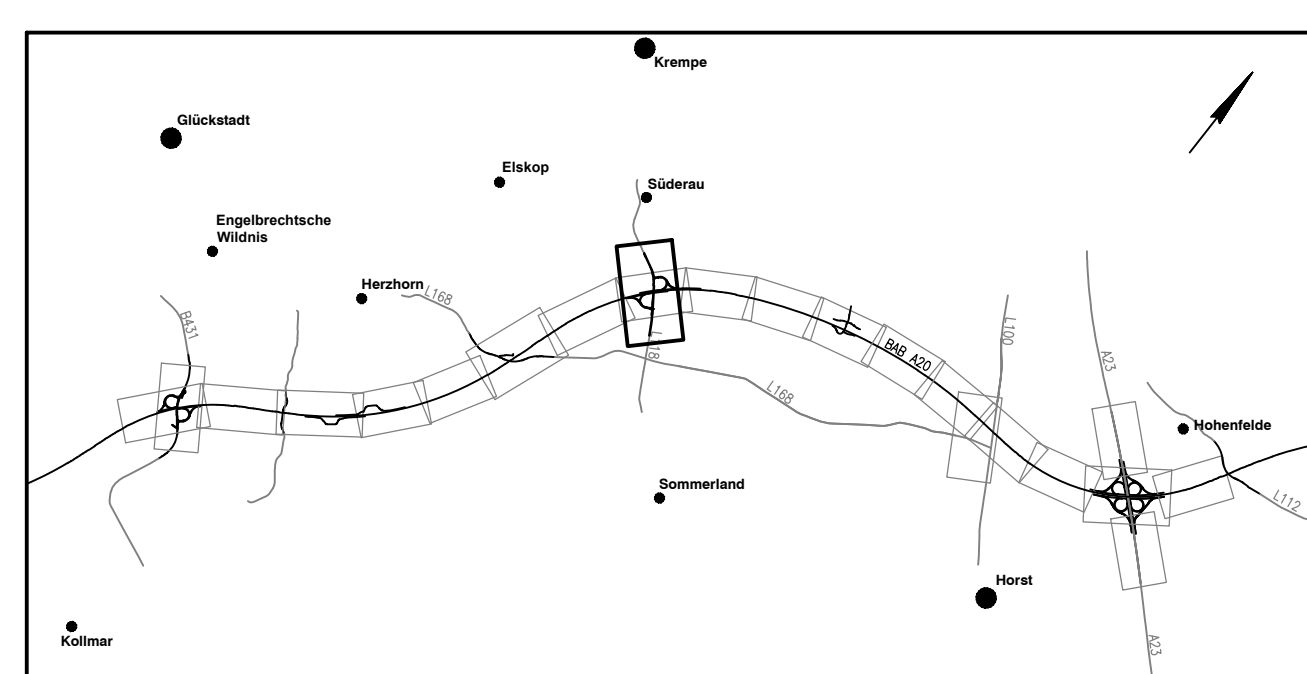 Krempe
Glückstadt
Elskop
Süderau
Engelbrechtsche
Wildnis
Herzhorn
L168
B431
L100
BAB A20
A23
L168
Hohenfelde
Sommerland
L112
Horst
Kollmar
A23